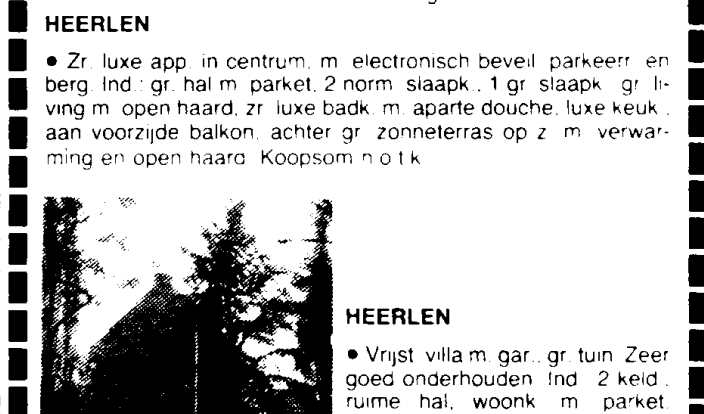 HEERLEN
• Zr. luxe app. in centrum, m electronisch beveil parkeerr en
berg. Ind.: gr. hal m parket, 2 norm slaapk., 1 gr slaapk gr li-
ving m open haard, zr luxe badk m. aparte douche, luxe keuk.,
aan voorzijde balkon, achter gr zonneterras op z m verwar-
ming en open haard Koopsom n o t k
HEERLEN
• Vrijst villa m. gar., gr. tuin Zeer
goed onderhouden Ind 2 keld.,
ruime hal, woonk m parket,